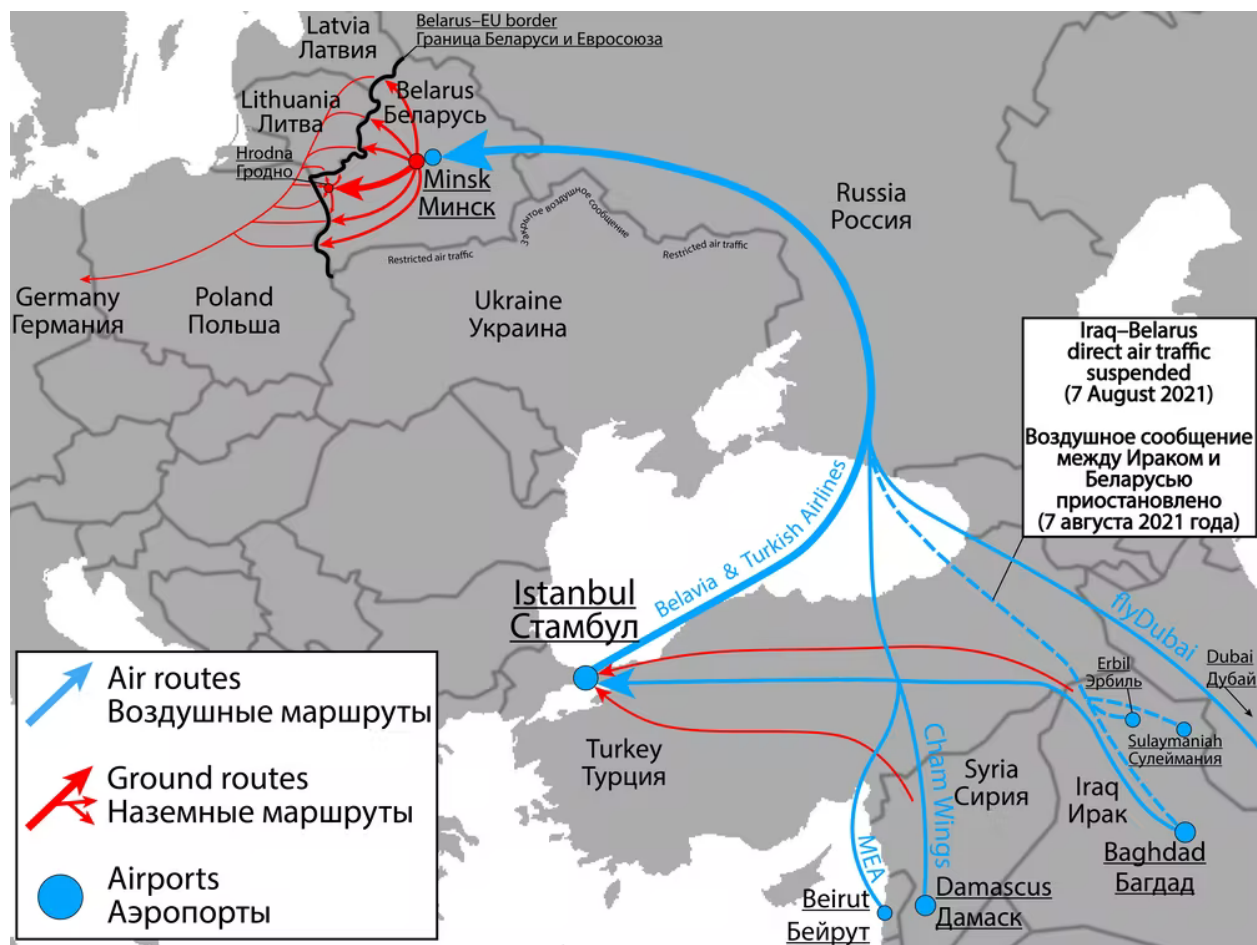 Latvia
Латвия
Belarus–EU border
Граница Беларуси и Евросоюза
Lithuania
Литва
Belarus
Беларусь
Hrodna
Гродно
Minsk
Минск
Russia
Россия
Restricted air traffic
Закрытое воздушное сообщение
Restricted air traffic
Germany
Германия
Poland
Польша
Ukraine
Украина
Iraq–Belarus
direct air traffic
suspended
(7 August 2021)
Воздушное сообщение
между Ираком и
Беларусью
приостановлено
(7 августа 2021 года)
Belavia & Turkish Airlines
Istanbul
Стамбул
flyDubai
Erbil
Эрбиль
Dubai
Дубай
Sulaymaniah
Сулеймания
Turkey
Турция
Cham Wings
Syria
Сирия
Iraq
Ирак
MEA
Baghdad
Багдад
Beirut
Бейрут
Damascus
Дамаск
Air routes
Воздушные маршруты
Ground routes
Наземные маршруты
Airports
Аэропорты